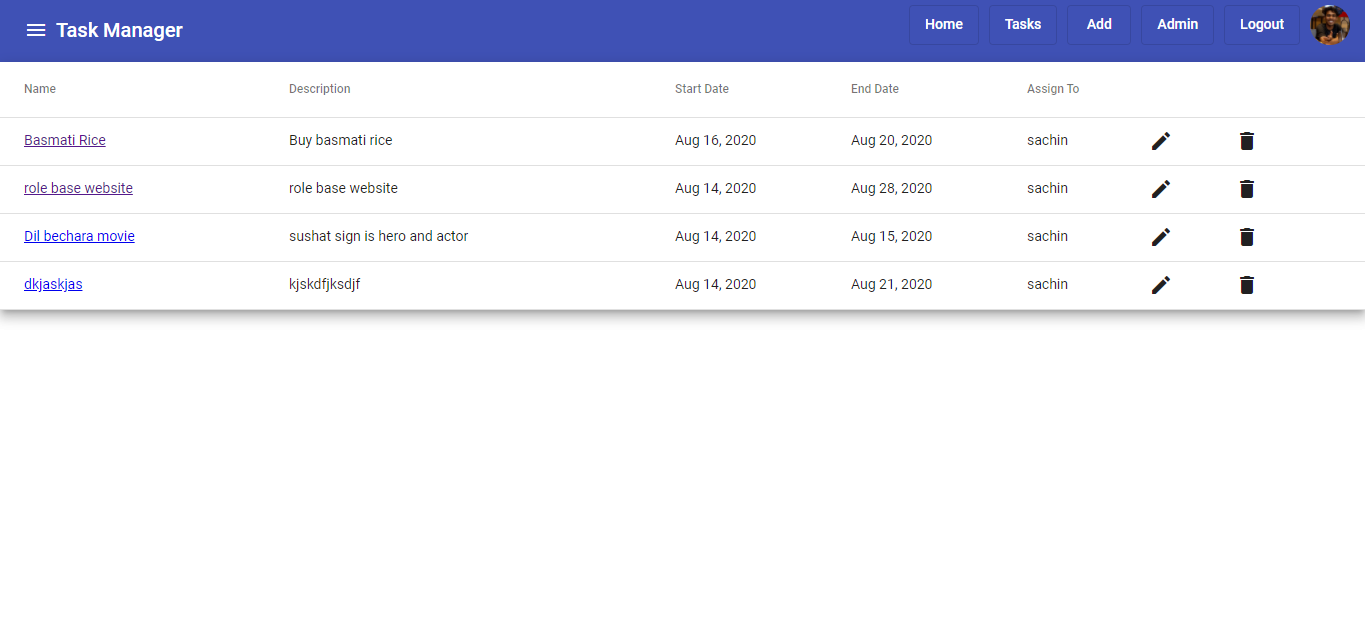 Task Manager Home Tasks Add Admin Logout
Name Description Start Date End Date Assign To
Basmati Rice Buy basmati rice Aug 16, 2020 Aug 20, 2020 sachin
role base website role base website Aug 14, 2020 Aug 28, 2020 sachin
Dil bechara movie sushat sign is hero and actor Aug 14, 2020 Aug 15, 2020 sachin
dkjaskjas kjskdfjksdjf Aug 14, 2020 Aug 21, 2020 sachin